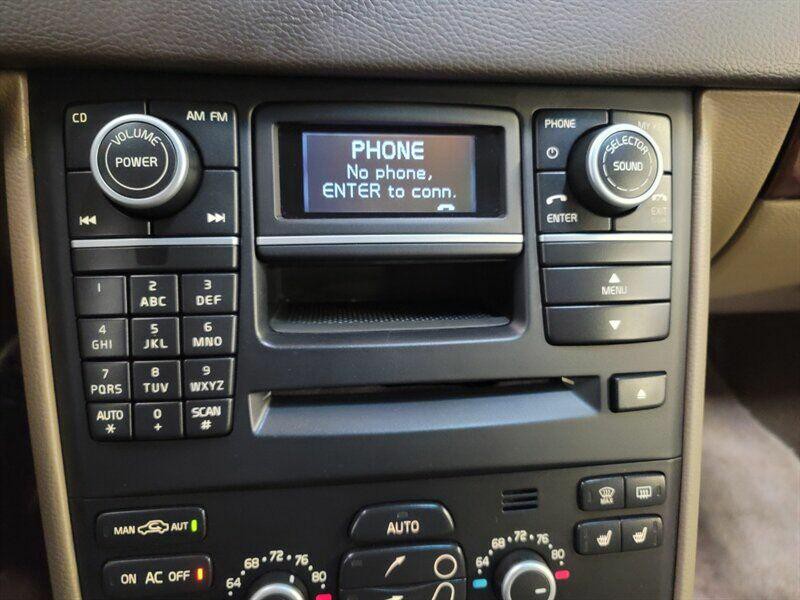 CD
VOLUME
POWER
AM FM
PHONE
No phone,
ENTER to conn.
PHONE
MY KEY
SELECTOR
SOUND
ENTER
EXIT
MENU
1
2
ABC
3
DEF
4
GHI
5
JKL
6
MNO
7
PQRS
8
TUV
9
WXYZ
AUTO
*
0
+
SCAN
#
MAN AUT
ON AC OFF
AUTO
MAX
64 68 72 76 80
64 68 72 76 80